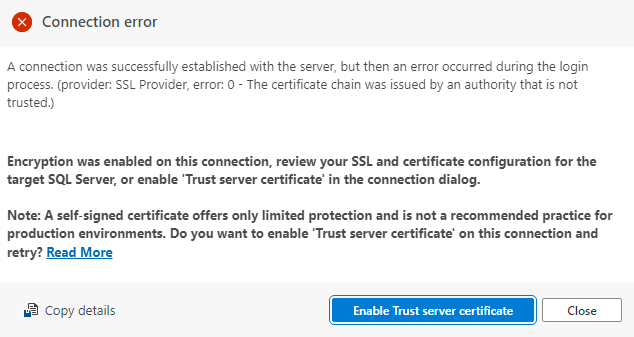 Connection error
A connection was successfully established with the server, but then an error occurred during the login
process. (provider: SSL Provider, error: 0 - The certificate chain was issued by an authority that is not
trusted.)
Encryption was enabled on this connection, review your SSL and certificate configuration for the
target SQL Server, or enable 'Trust server certificate' in the connection dialog.
Note: A self-signed certificate offers only limited protection and is not a recommended practice for
production environments. Do you want to enable 'Trust server certificate' on this connection and
retry? Read More
Copy details
Enable Trust server certificate
Close